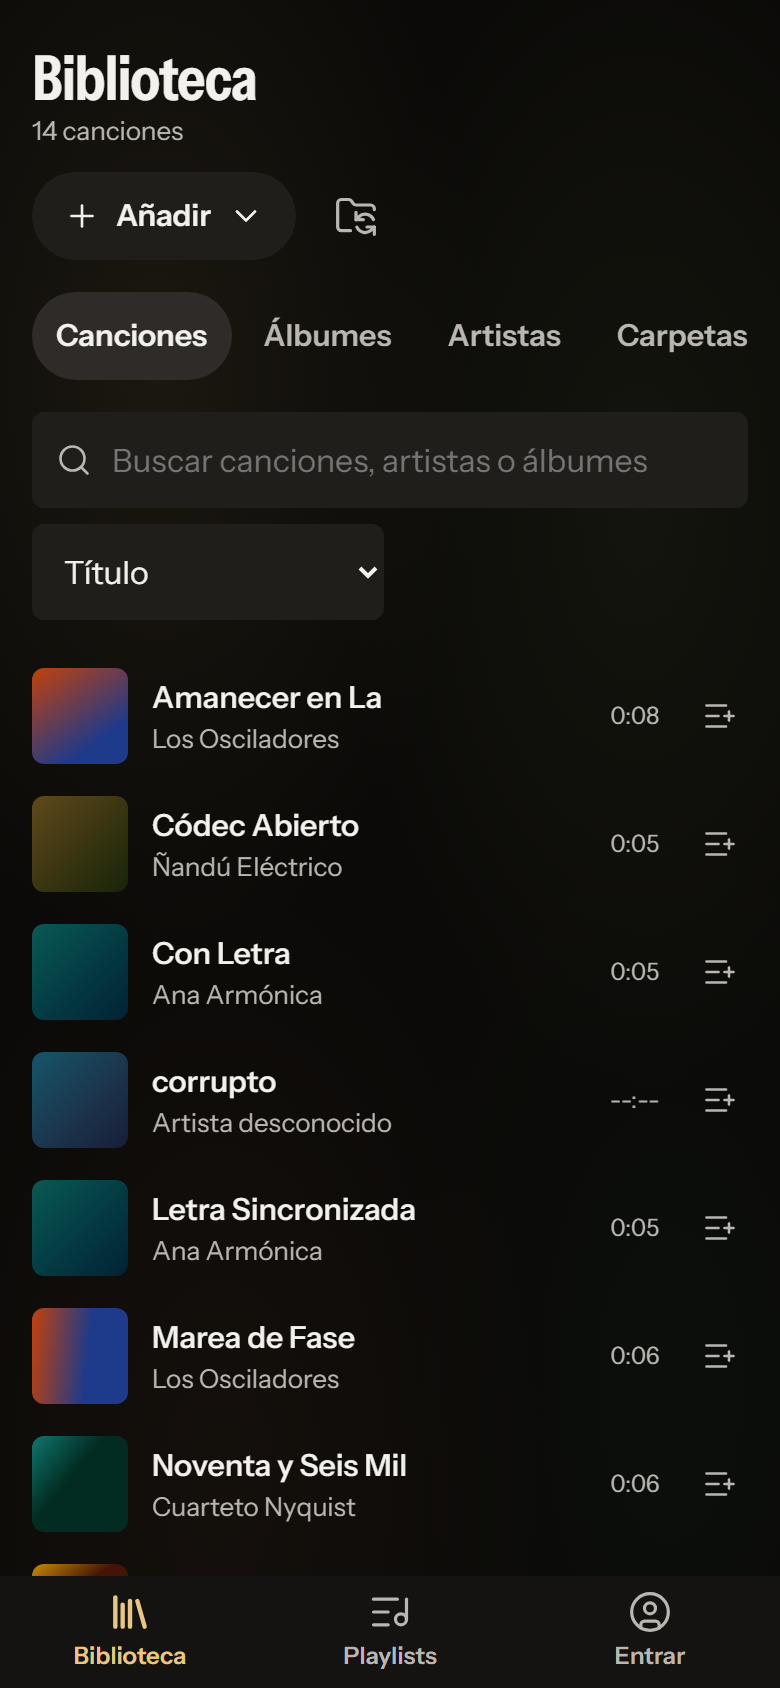 Biblioteca
14 canciones
Añadir
Canciones Álbumes Artistas Carpetas
Buscar canciones, artistas o álbumes
Título
Amanecer en La
Los Osciladores
0:08
Códec Abierto
Ñandú Eléctrico
0:05
Con Letra
Ana Armónica
0:05
corrupto
Artista desconocido
--:--
Letra Sincronizada
Ana Armónica
0:05
Marea de Fase
Los Osciladores
0:06
Noventa y Seis Mil
Cuarteto Nyquist
0:06
Biblioteca Playlists Entrar